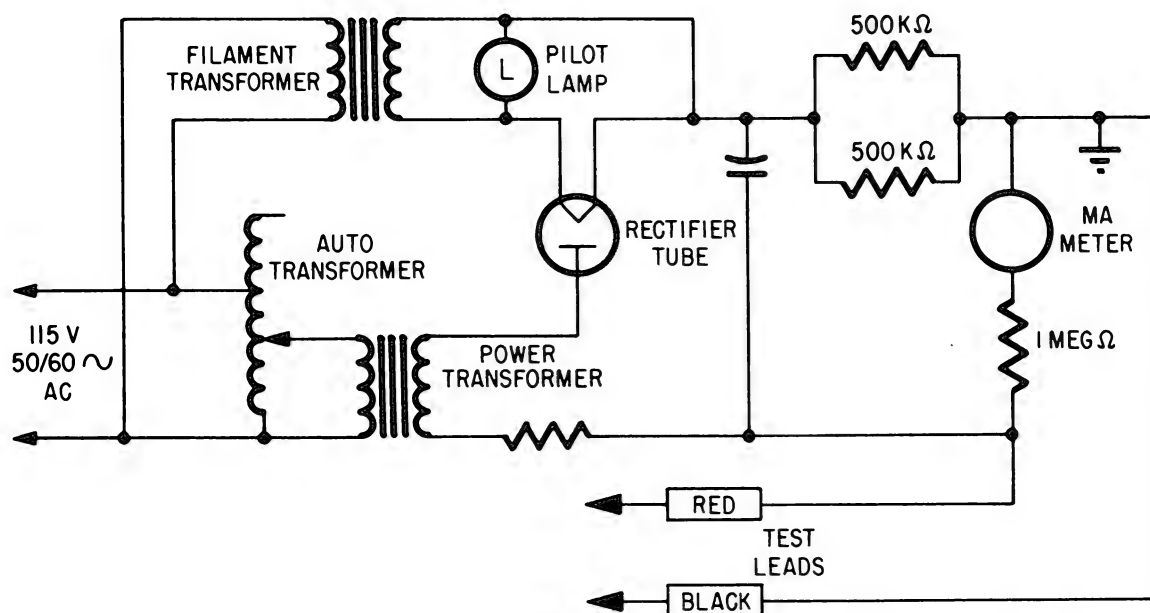 FILAMENT
TRANSFORMER
L
PILOT
LAMP
500KΩ
500KΩ
AUTO
TRANSFORMER
RECTIFIER
TUBE
MA
METER
115 V
50/60 ~
AC
POWER
TRANSFORMER
1 MEG Ω
RED
TEST
LEADS
BLACK